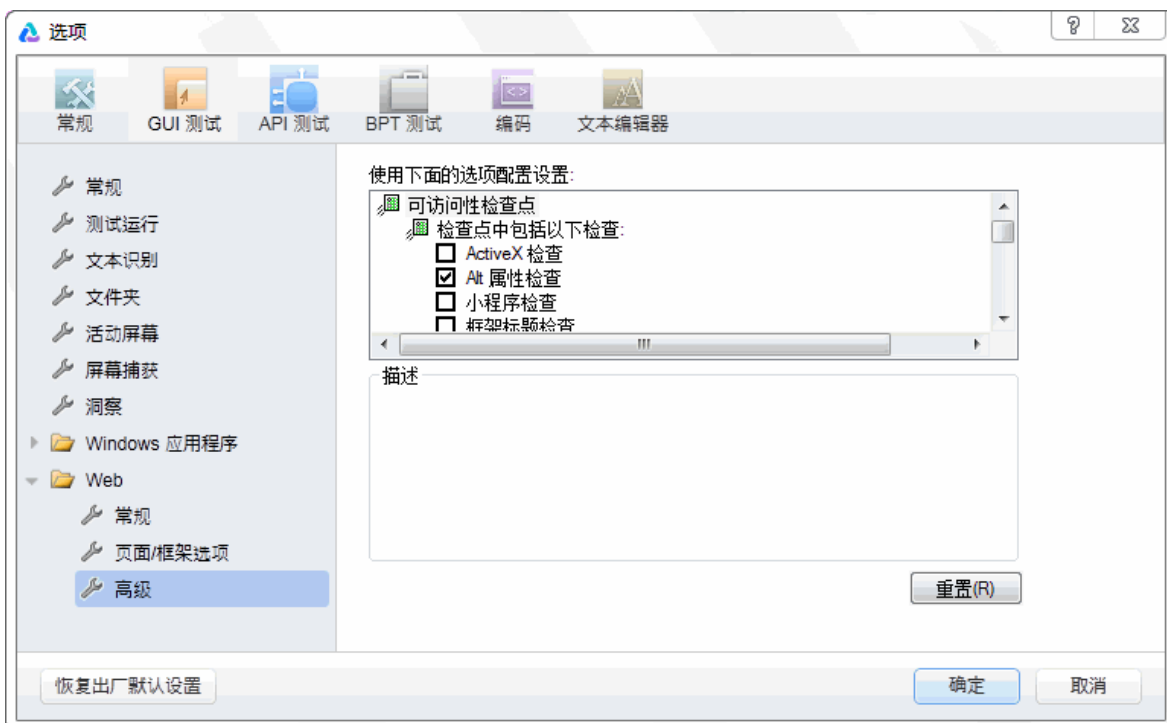 选项
常规
GUI 测试
API 测试
BPT 测试
编码
文本编辑器
常规
测试运行
文本识别
文件夹
活动屏幕
屏幕捕获
洞察
Windows 应用程序
Web
常规
页面/框架选项
高级
使用下面的选项配置设置:
可访问性检查点
检查点中包括以下检查:
ActiveX 检查
Alt 属性检查
小程序检查
框架标题检查
描述
重置(R)
恢复出厂默认设置
确定
取消